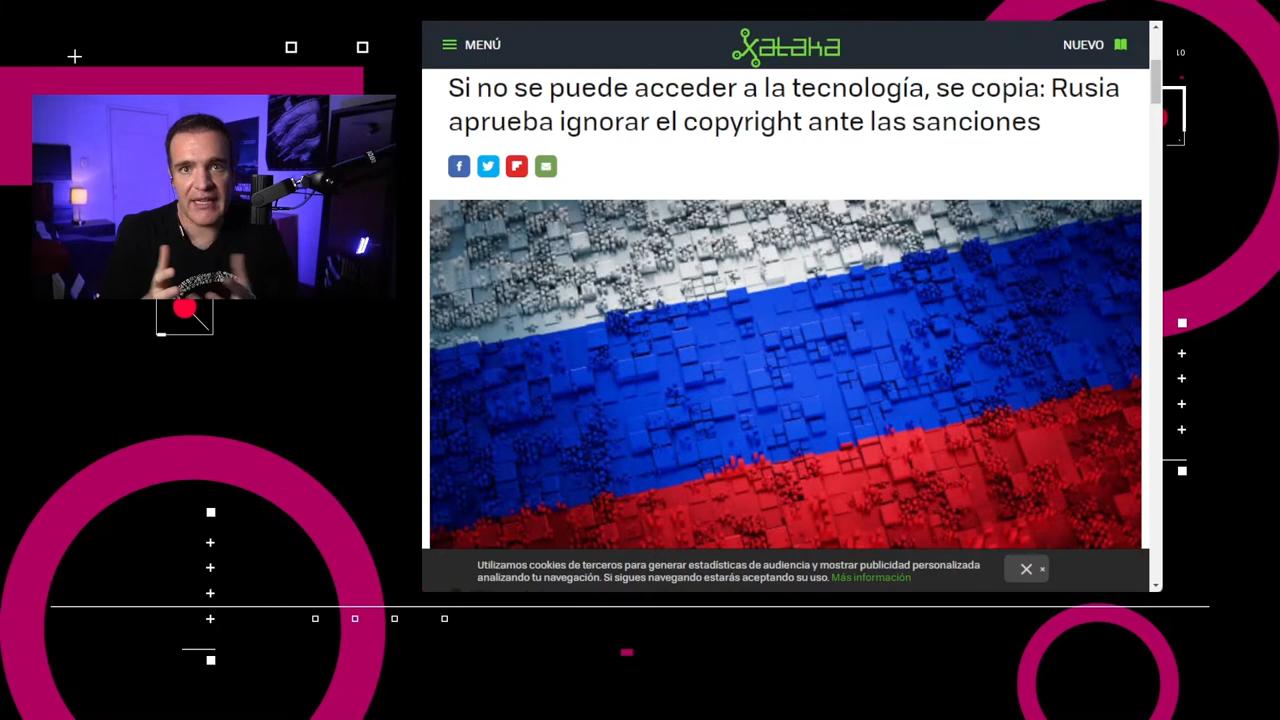 MENÚ
xataka
NUEVO
Si no se puede acceder a la tecnología, se copia: Rusia
aprueba ignorar el copyright ante las sanciones
Utilizamos cookies de terceros para generar estadísticas de audiencia y mostrar publicidad personalizada
analizando tu navegación. Si sigues navegando estarás aceptando su uso. Más información